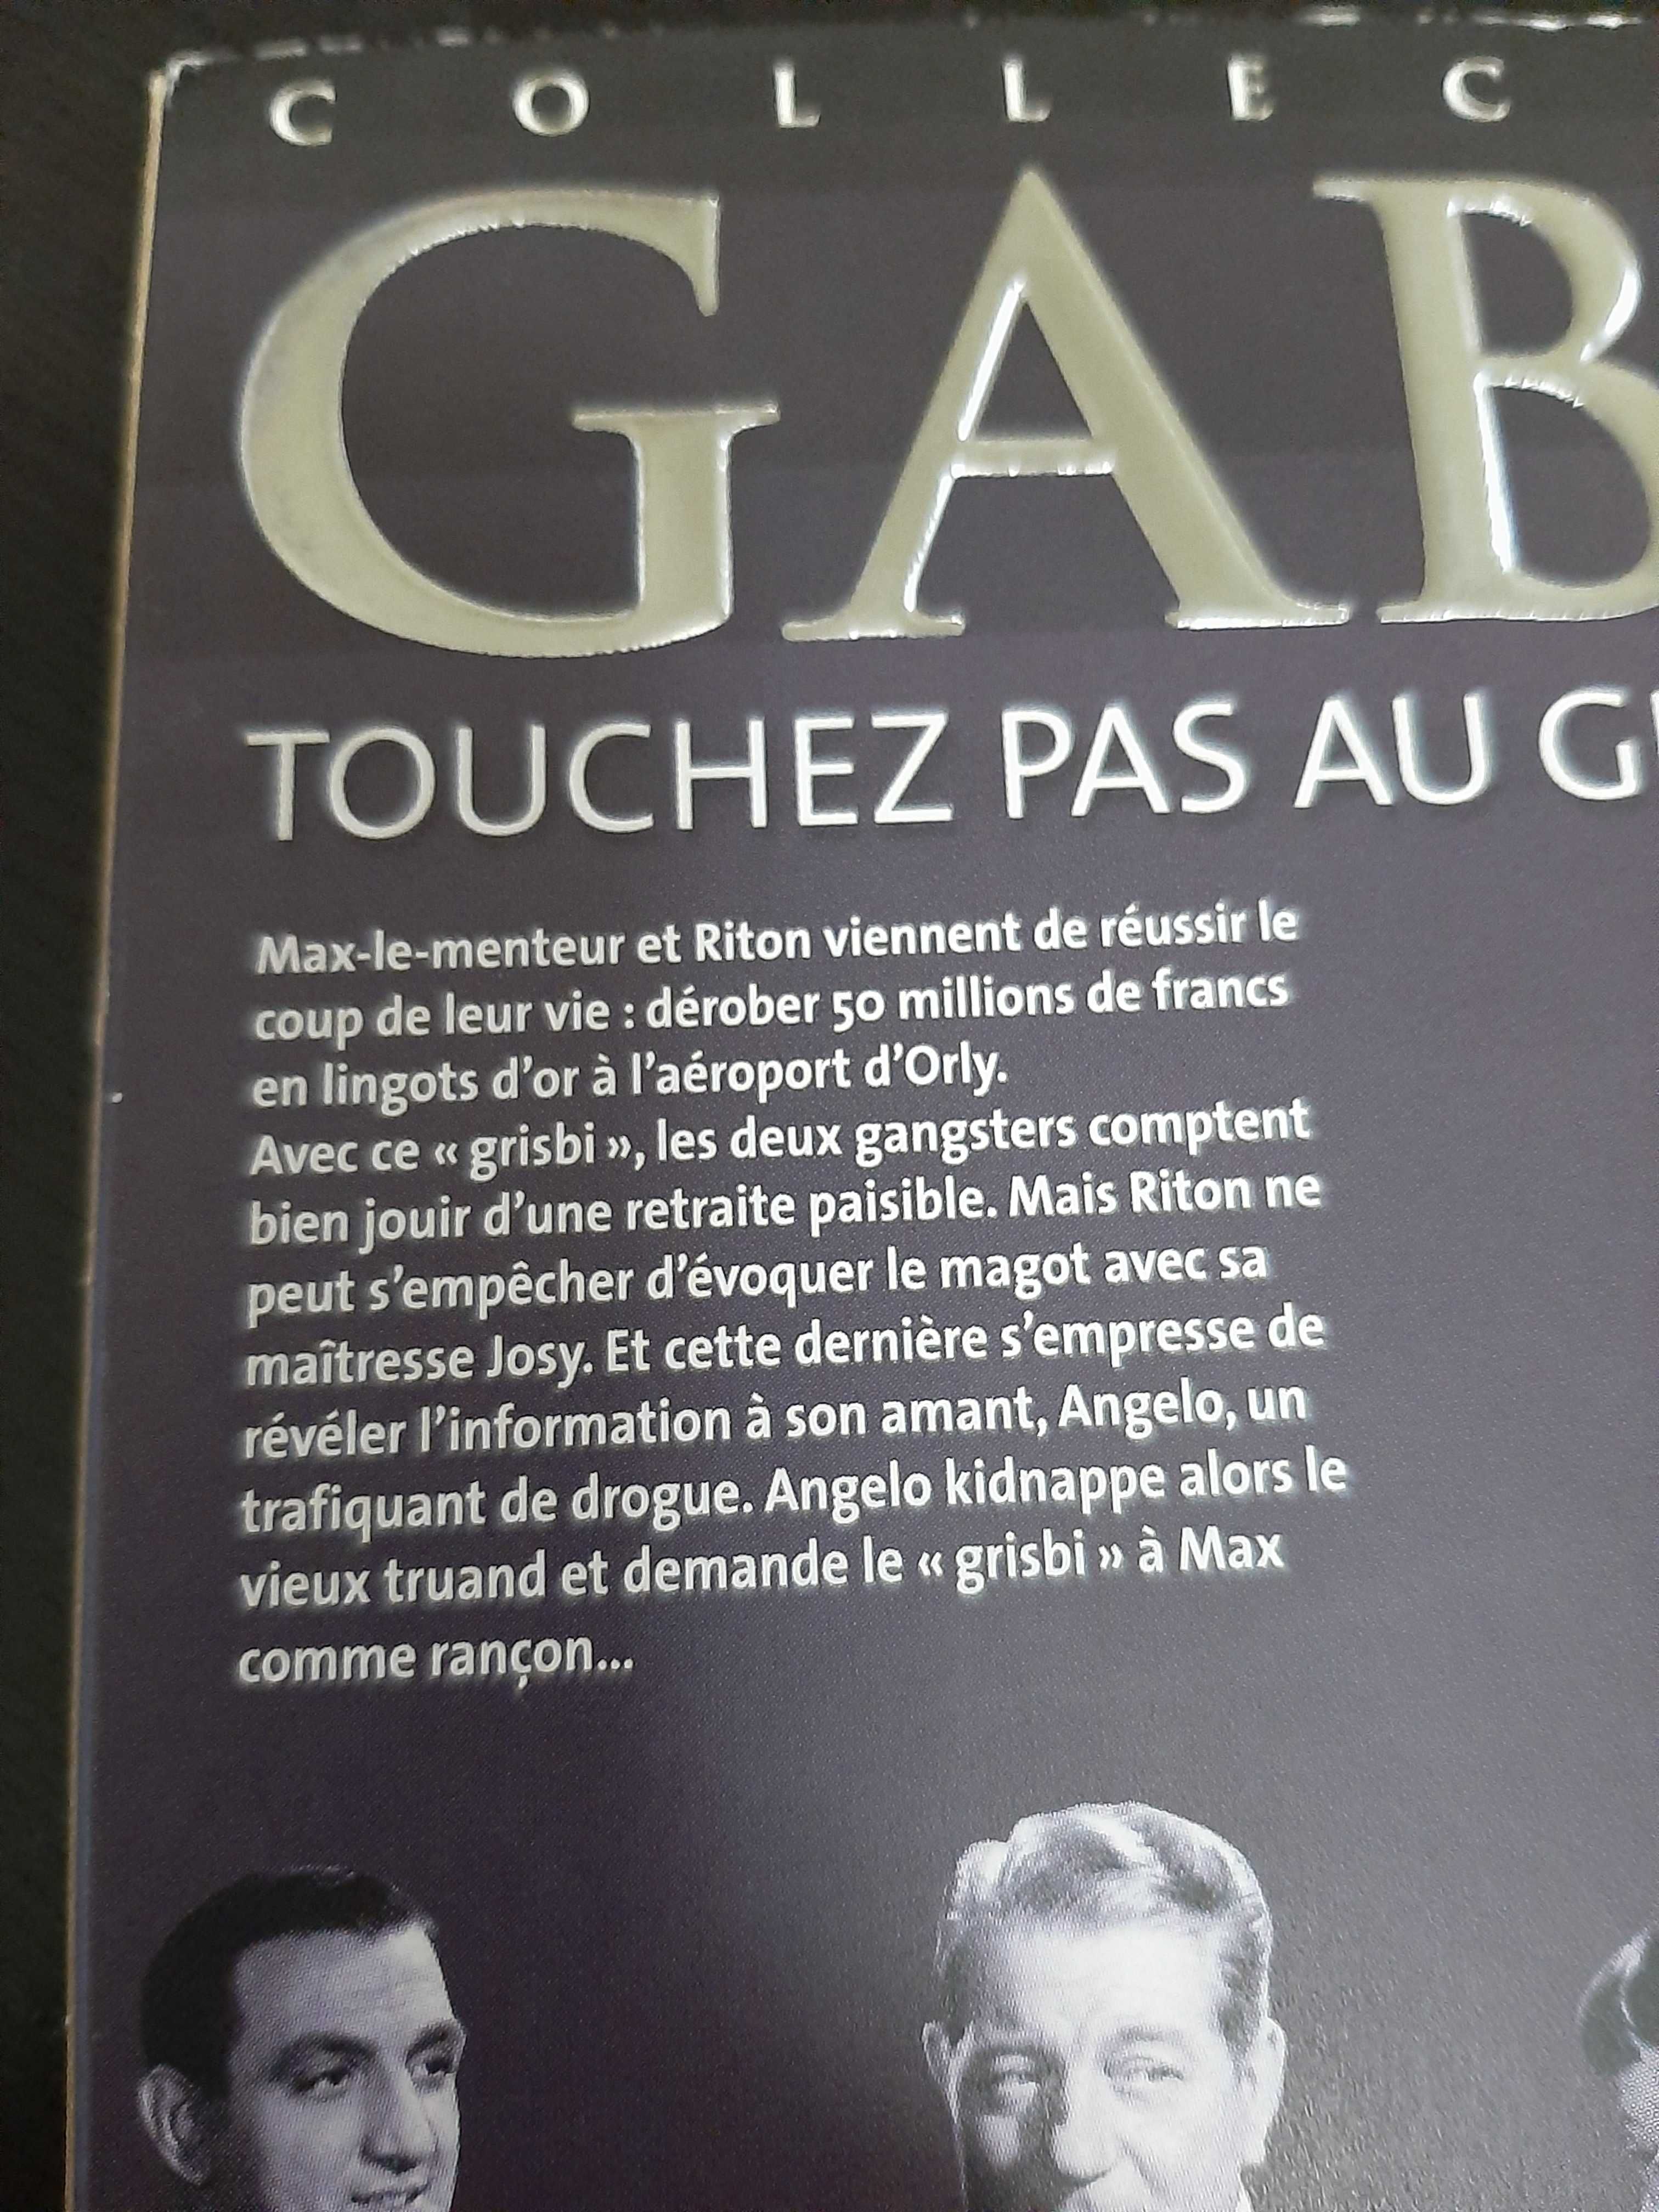 COLLEC
GAB
TOUCHEZ PAS AU G
Max-le-menteur et Riton viennent de réussir le
coup de leur vie : dérober 50 millions de francs
en lingots d'or à l'aéroport d'Orly.
Avec ce « grisbi », les deux gangsters comptent
bien jouir d'une retraite paisible. Mais Riton ne
peut s'empêcher d'évoquer le magot avec sa
maîtresse Josy. Et cette dernière s'empresse de
révéler l'information à son amant, Angelo, un
trafiquant de drogue. Angelo kidnappe alors le
vieux truand et demande le « grisbi » à Max
comme rançon...